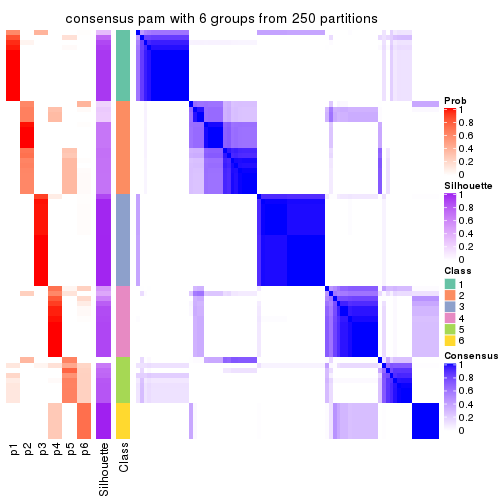 consensus pam with 6 groups from 250 partitions
Prob
1
0.8
0.6
0.4
0.2
0
Silhouette
1
0.8
0.6
0.4
0.2
0
Class
1
2
3
4
5
6
Consensus
1
0.8
0.6
0.4
0.2
0
p1
p2
p3
p4
p5
p6
Silhouette
Class